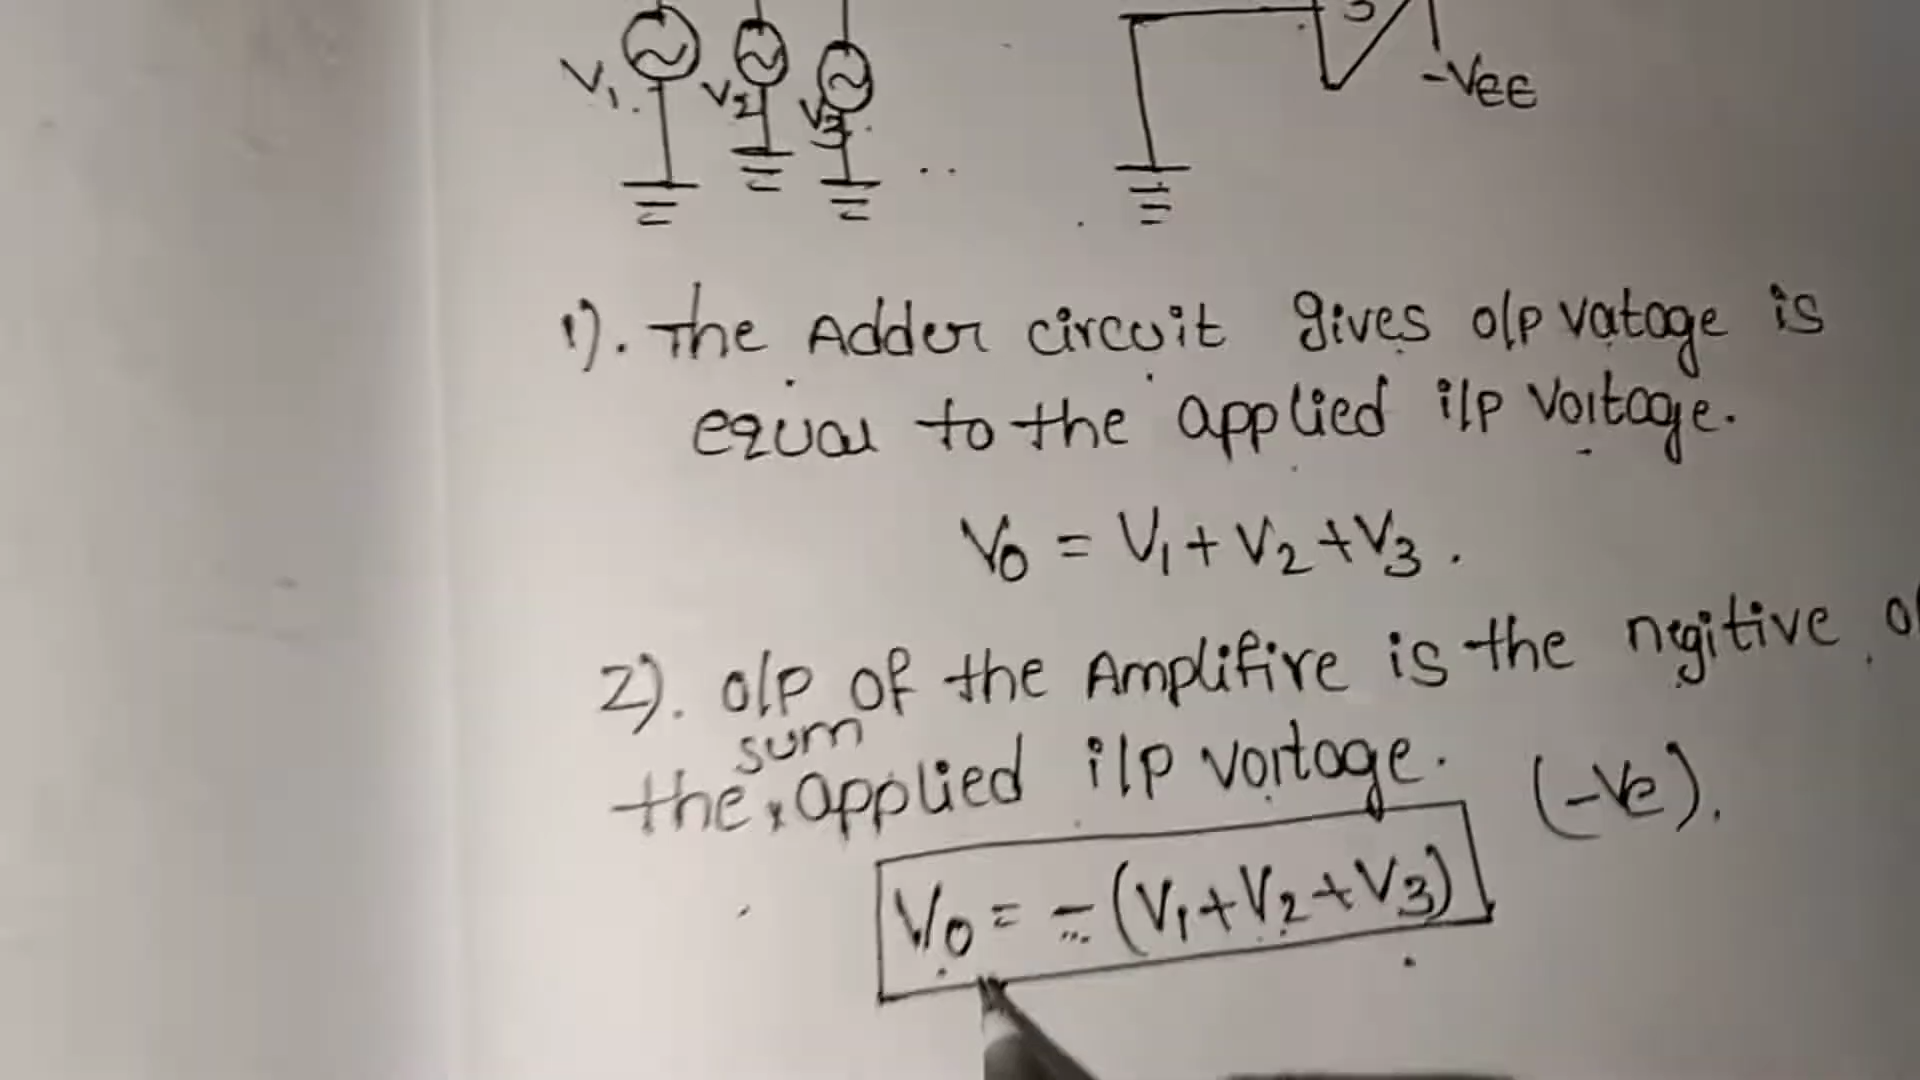 3
V1 V2 V3 -VEE
1). The Adder circuit gives o/p vatage is
equal to the applied i/p Voltage.
V0 = V1 + V2 + V3 .
2). o/p of the Amplifire is the negitive
sum
the x applied i/p voltage. (-Ve).
V0 = - (V1 + V2 + V3)